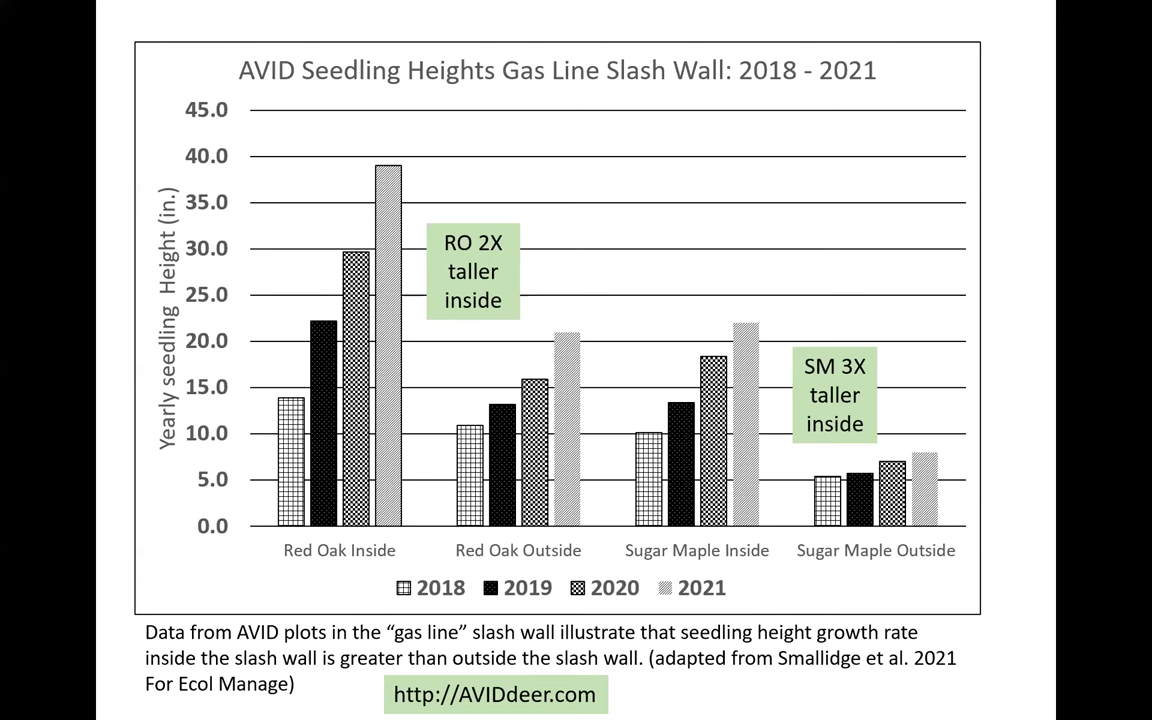 AVID Seedling Heights Gas Line Slash Wall: 2018 - 2021
Yearly seedling Height (in.)
45.0
40.0
35.0
30.0
25.0
20.0
15.0
10.0
5.0
0.0
RO 2X
taller
inside
SM 3X
taller
inside
Red Oak Inside
Red Oak Outside
Sugar Maple Inside
Sugar Maple Outside
2018 2019 2020 2021
Data from AVID plots in the “gas line” slash wall illustrate that seedling height growth rate
inside the slash wall is greater than outside the slash wall. (adapted from Smallidge et al. 2021
For Ecol Manage)
http://AVIDdeer.com